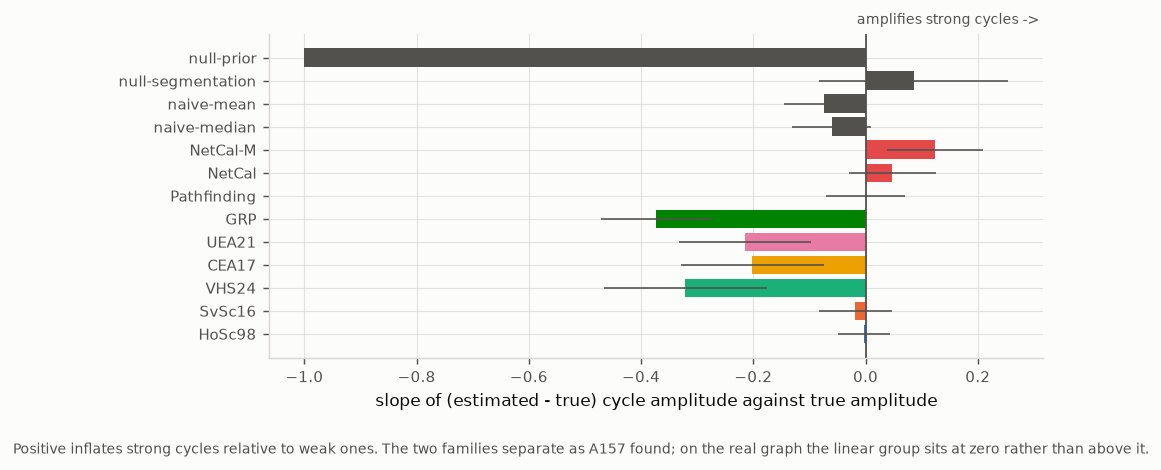 amplifies strong cycles ->
null-prior
null-segmentation
naive-mean
naive-median
NetCal-M
NetCal
Pathfinding
GRP
UEA21
CEA17
VHS24
SvSc16
HoSc98
−1.0 −0.8 −0.6 −0.4 −0.2 0.0 0.2
slope of (estimated - true) cycle amplitude against true amplitude
Positive inflates strong cycles relative to weak ones. The two families separate as A157 found; on the real graph the linear group sits at zero rather than above it.